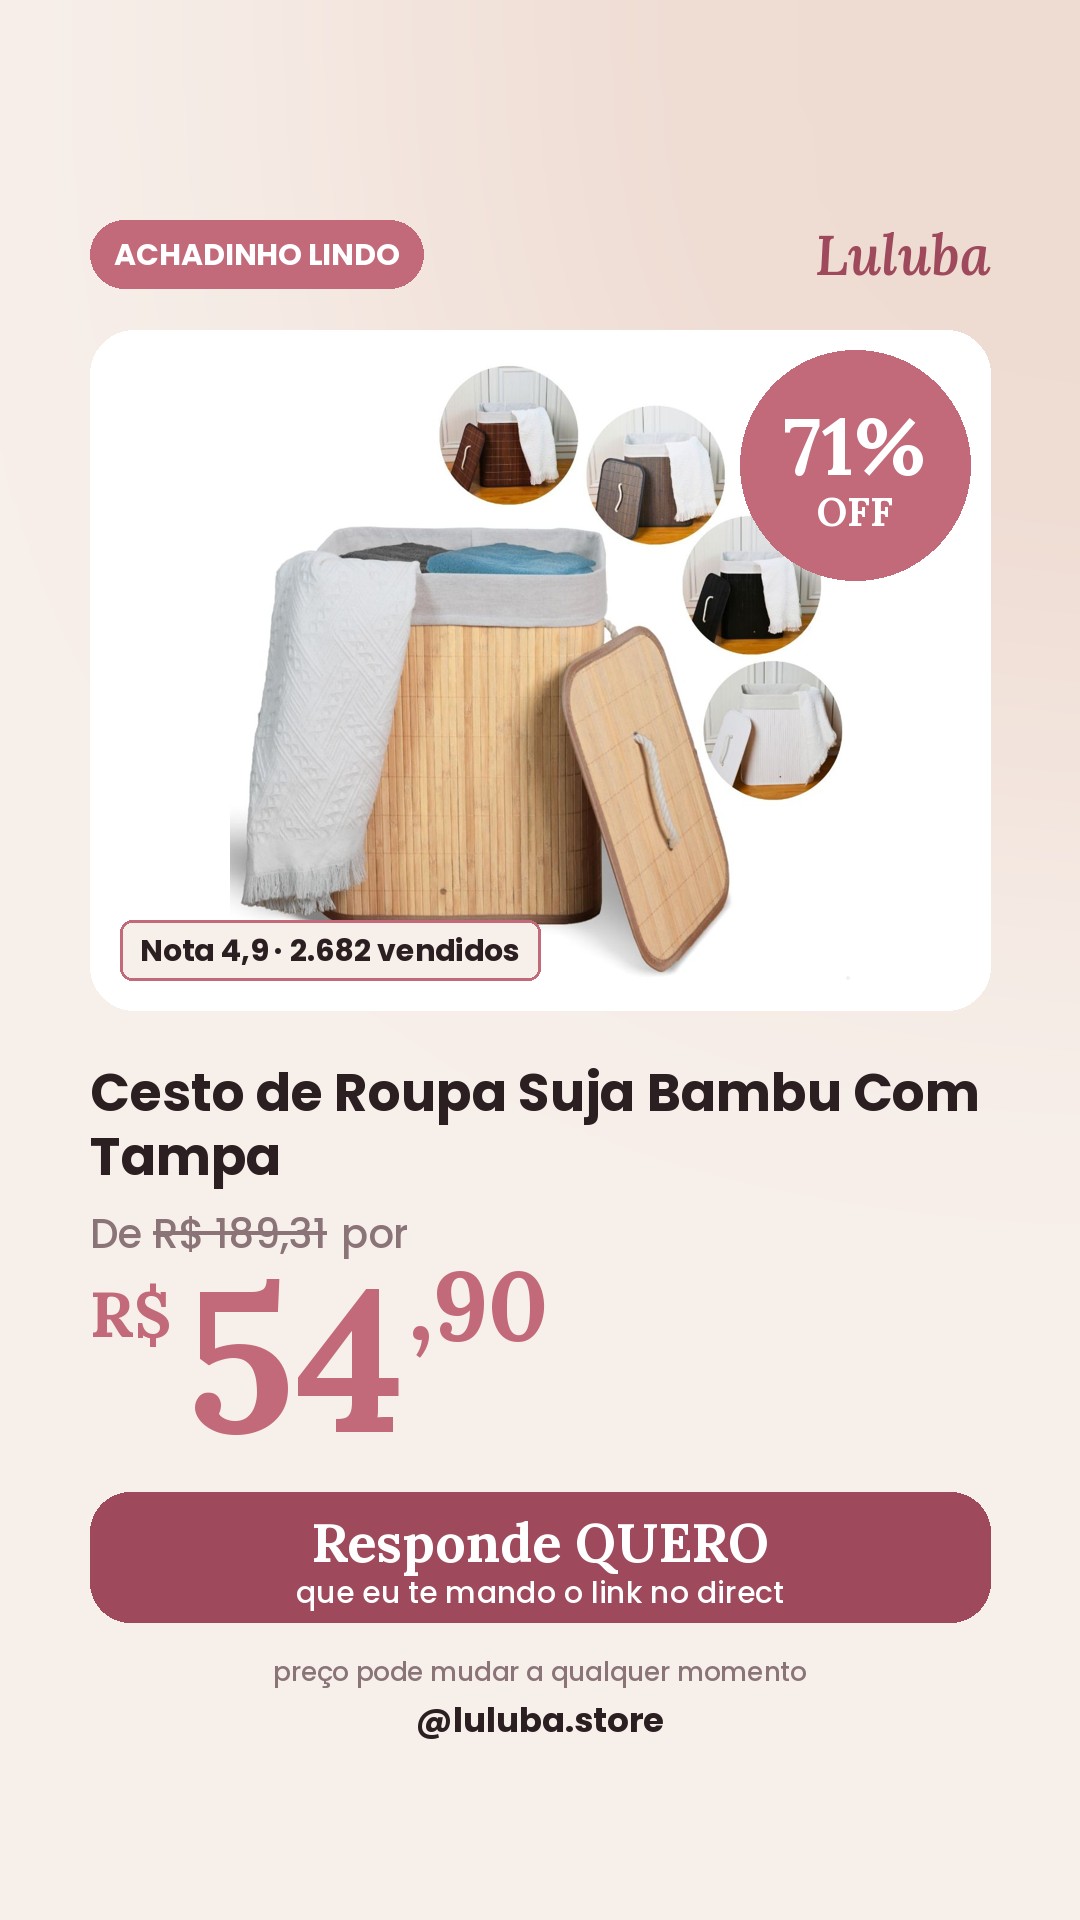 ACHADINHO LINDO
Luluba
71%
OFF
Nota 4,9 · 2.682 vendidos
Cesto de Roupa Suja Bambu Com
Tampa
De R$ 189,31 por
R$ 54,90
Responde QUERO
que eu te mando o link no direct
preço pode mudar a qualquer momento
@luluba.store